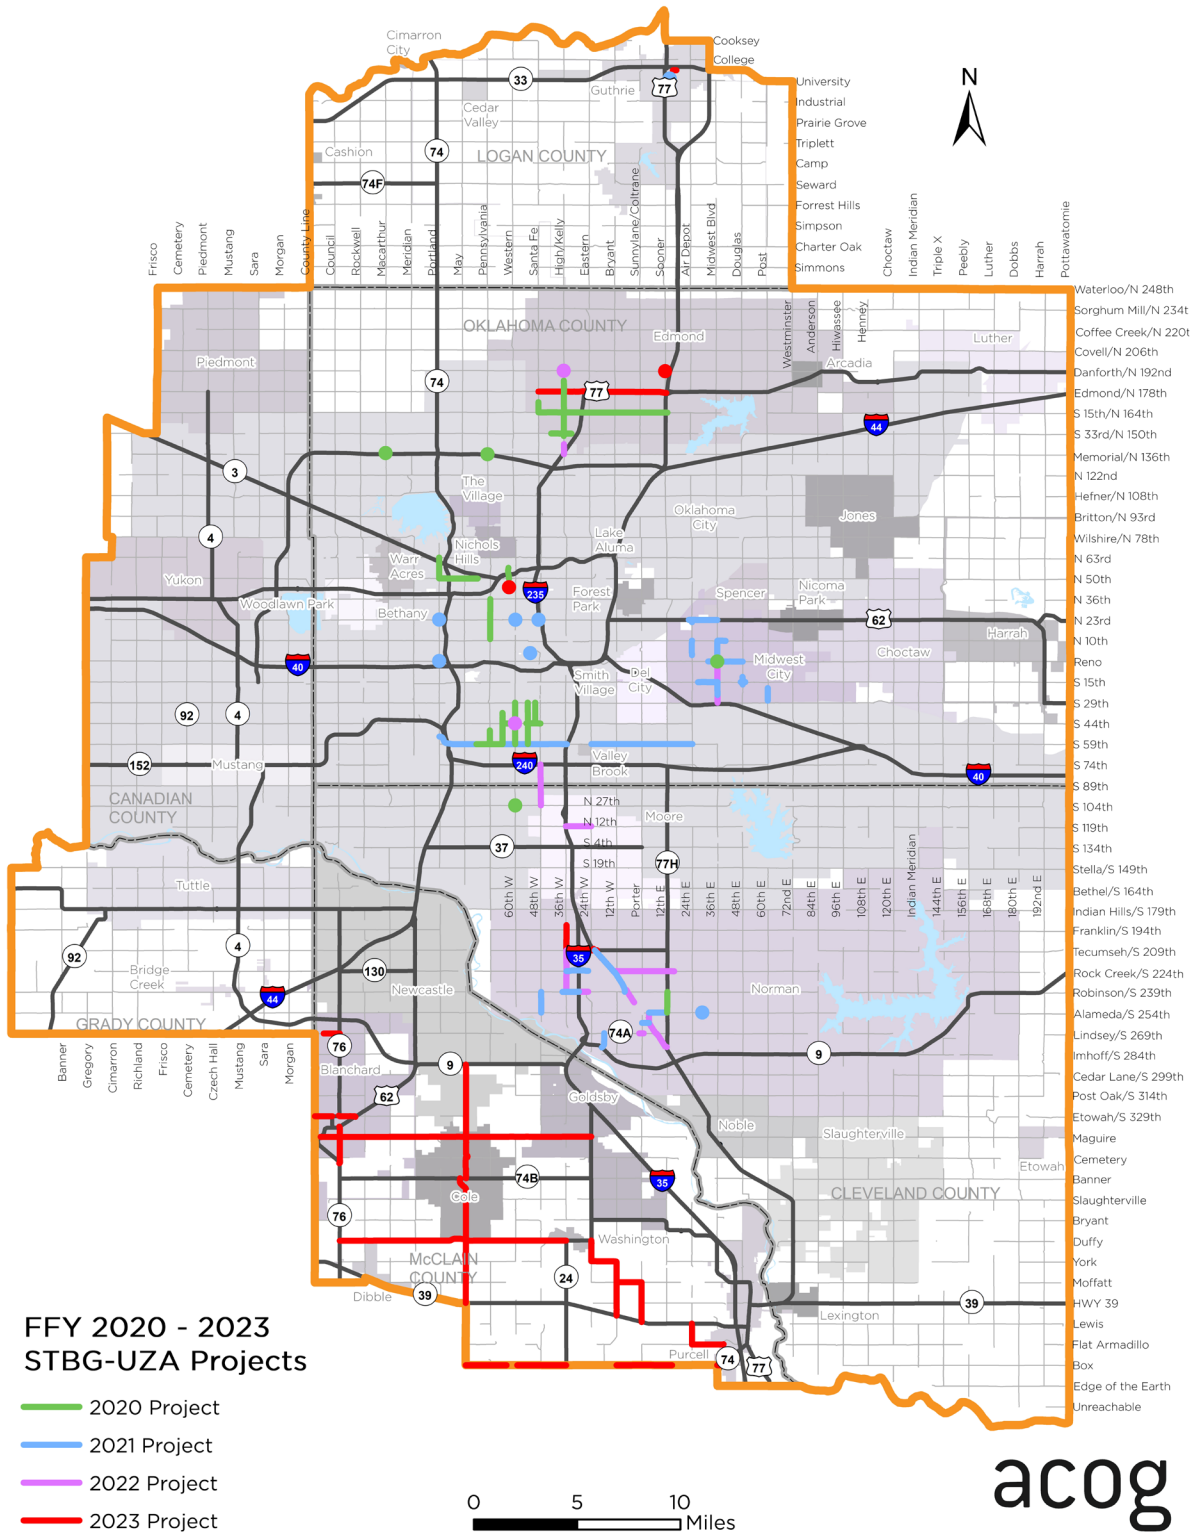 Cimarron
City
Cooksey
College
33
Guthrie
77
University
N
Industrial
Cedar
Valley
Prairie Grove
Triplett
Cashion
74
LOGAN COUNTY
Camp
74F
Seward
Forrest Hills
Simpson
Charter Oak
Simmons
Frisco
Cemetery
Piedmont
Mustang
Sara
Morgan
County Line
Council
Rockwell
Macarthur
Meridian
Portland
May
Pennsylvania
Western
Santa Fe
High/Kelly
Eastern
Bryant
Sunnylane/Coltrane
Sooner
Air Depot
Midwest Blvd
Douglas
Post
Westminster
Anderson
Hiwassee
Henney
Choctaw
Indian Meridian
Triple X
Peebly
Luther
Dobbs
Harrah
Pottawatomie
Waterloo/N 248th
Sorghum Mill/N 234t
Coffee Creek/N 220t
Covell/N 206th
Danforth/N 192nd
Edmond/N 178th
S 15th/N 164th
S 33rd/N 150th
Memorial/N 136th
N 122nd
Hefner/N 108th
Britton/N 93rd
Wilshire/N 78th
N 63rd
N 50th
N 36th
N 23rd
N 10th
Reno
S 15th
S 29th
S 44th
S 59th
S 74th
S 89th
S 104th
S 119th
S 134th
Stella/S 149th
Bethel/S 164th
Indian Hills/S 179th
Franklin/S 194th
Tecumseh/S 209th
Rock Creek/S 224th
Robinson/S 239th
Alameda/S 254th
Lindsey/S 269th
Imhoff/S 284th
Cedar Lane/S 299th
Post Oak/S 314th
Etowah/S 329th
Maguire
Cemetery
Banner
Slaughterville
Bryant
Duffy
York
Moffatt
HWY 39
Lewis
Flat Armadillo
Box
Edge of the Earth
Unreachable
OKLAHOMA COUNTY
Edmond
Luther
Piedmont
Arcadia
74
77
44
3
The
Village
Oklahoma
City
Jones
4
Lake
Aluma
Nichols
Hills
Warr
Acres
Yukon
Woodlawn Park
235
Forest
Park
Spencer
Nicoma
Park
Bethany
62
Harrah
40
Choctaw
Midwest
City
Smith
Village
Del
City
92
4
152
Mustang
240
Valley
Brook
40
CANADIAN
COUNTY
N 27th
N 12th
S 4th
S 19th
Moore
37
77H
60th W
48th W
36th W
24th W
12th W
Porter
12th E
24th E
36th E
48th E
60th E
72nd E
84th E
96th E
108th E
120th E
Indian Meridian
144th E
156th E
168th E
180th E
192nd E
Tuttle
4
92
Bridge
Creek
130
35
44
Newcastle
Norman
GRADY COUNTY
74A
Banner
Gregory
Cimarron
Richland
Frisco
Cemetery
Czech Hall
Mustang
Sara
Morgan
76
Blanchard
9
9
62
Goldsby
Noble
Slaughterville
Etowah
74B
35
Cole
CLEVELAND COUNTY
76
Washington
McCLAIN
COUNTY
24
Dibble
39
39
Lexington
Purcell
74
77
FFY 2020 - 2023
STBG-UZA Projects
2020 Project
2021 Project
2022 Project
2023 Project
0
5
10
Miles
acog